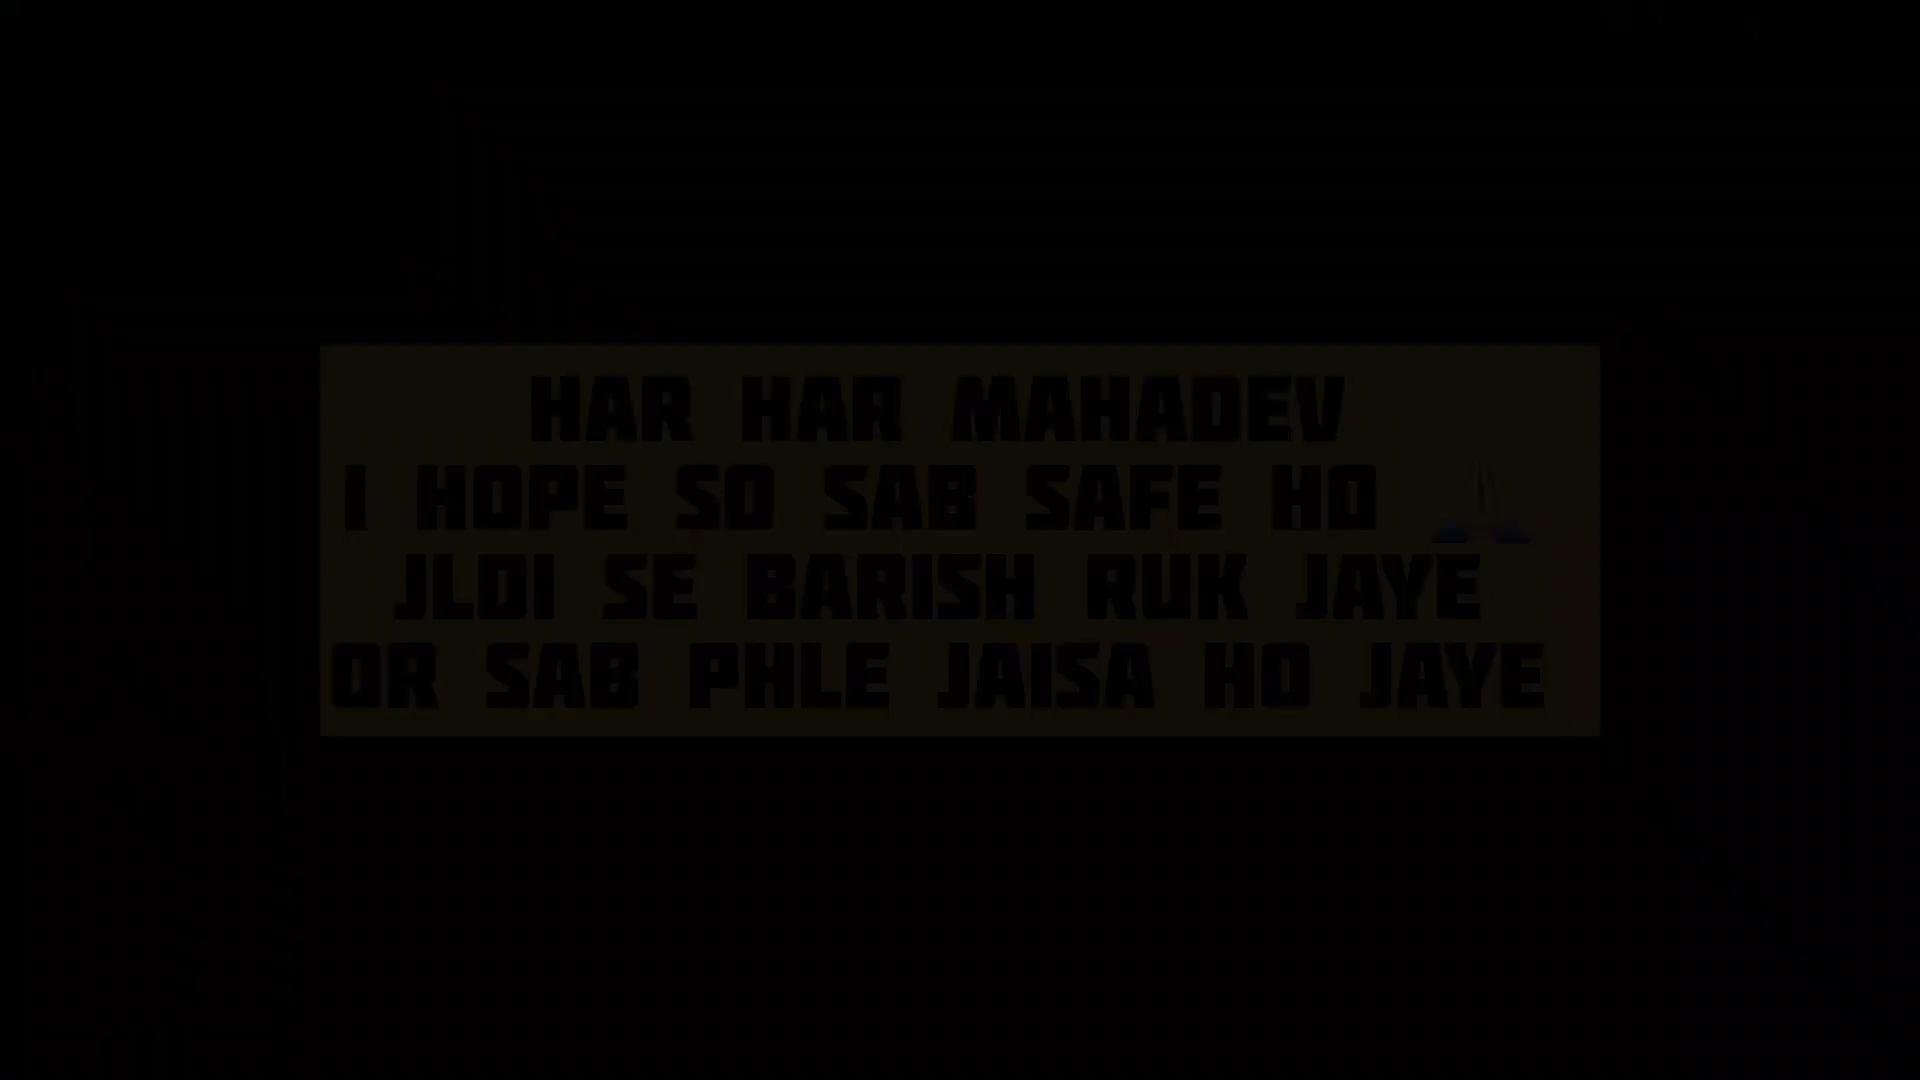 HAR HAR MAHADEV
I HOPE SO SAB SAFE HO 🙏
JLDI SE BARISH RUK JAYE
OR SAB PHLE JAISA HO JAYE